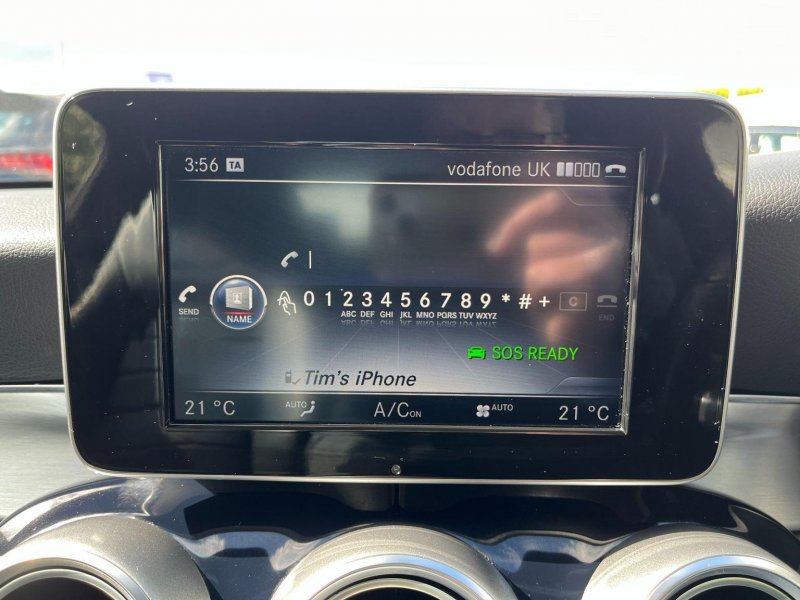 3:56 TA vodafone UK
SEND NAME 0 1 2 3 4 5 6 7 8 9 * # + C END
ABC DEF GHI JKL MNO PQRS TUV WXYZ
SOS READY
Tim's iPhone
21 °C AUTO A/C ON AUTO 21 °C